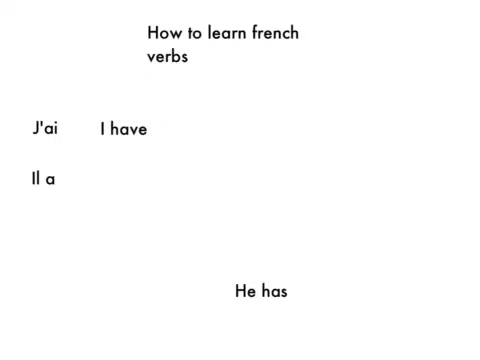 How to learn french
verbs
J'ai I have
Il a
He has